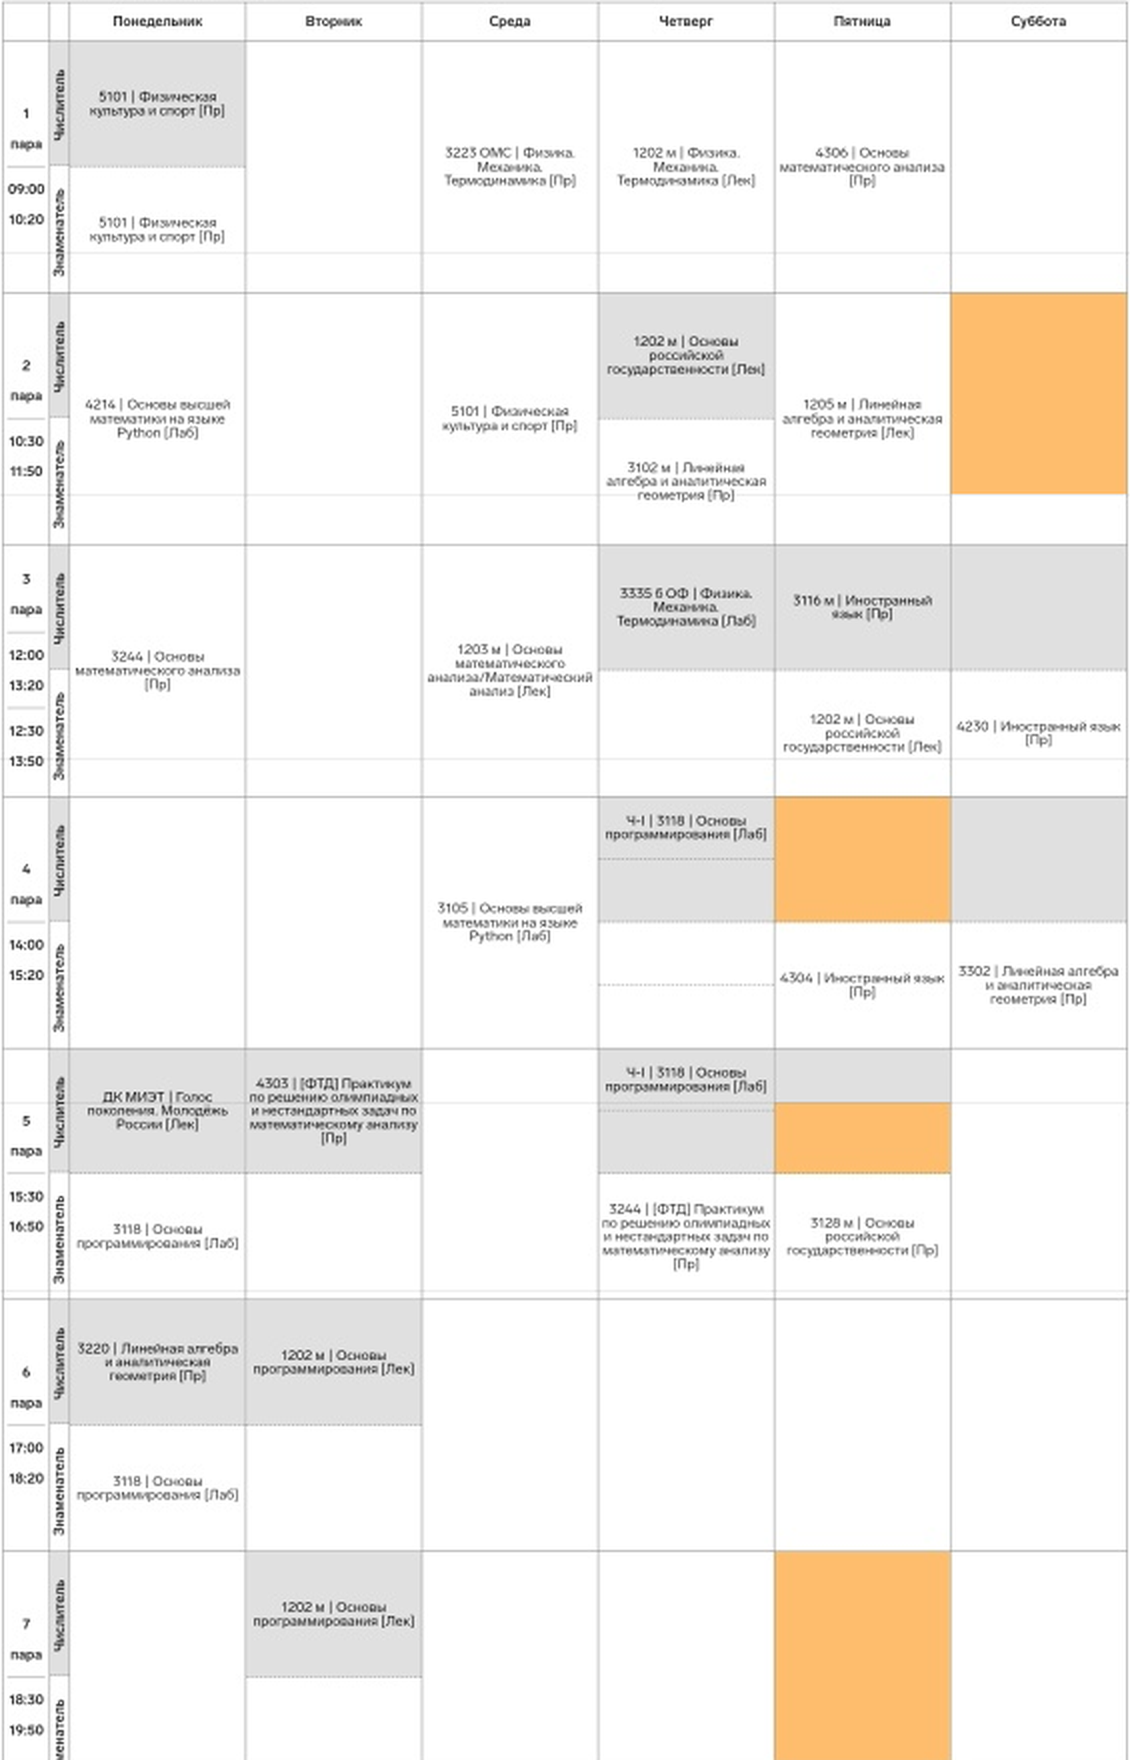 Понедельник Вторник Среда Четверг Пятница Суббота
1
пара
09:00
10:20
Числитель
Знаменатель
5101 | Физическая
культура и спорт [Пр]
5101 | Физическая
культура и спорт [Пр]
3223 ОМС | Физика.
Механика.
Термодинамика [Пр]
1202 м | Физика.
Механика.
Термодинамика [Лек]
4306 | Основы
математического анализа
[Пр]
2
пара
10:30
11:50
Числитель
Знаменатель
4214 | Основы высшей
математики на языке
Python [Лаб]
5101 | Физическая
культура и спорт [Пр]
1202 м | Основы
российской
государственности [Лек]
3102 м | Линейная
алгебра и аналитическая
геометрия [Пр]
1205 м | Линейная
алгебра и аналитическая
геометрия [Лек]
3
пара
12:00
13:20
12:30
13:50
Числитель
Знаменатель
3244 | Основы
математического анализа
[Пр]
1203 м | Основы
математического
анализа/Математический
анализ [Лек]
3335 б ОФ | Физика.
Механика.
Термодинамика [Лаб]
3116 м | Иностранный
язык [Пр]
1202 м | Основы
российской
государственности [Лек]
4230 | Иностранный язык
[Пр]
4
пара
14:00
15:20
Числитель
Знаменатель
3105 | Основы высшей
математики на языке
Python [Лаб]
Ч-I | 3118 | Основы
программирования [Лаб]
4304 | Иностранный язык
[Пр]
3302 | Линейная алгебра
и аналитическая
геометрия [Пр]
5
пара
15:30
16:50
Числитель
Знаменатель
ДК МИЭТ | Голос
поколения. Молодёжь
России [Лек]
3118 | Основы
программирования [Лаб]
4303 | [ФТД] Практикум
по решению олимпиадных
и нестандартных задач по
математическому анализу
[Пр]
Ч-I | 3118 | Основы
программирования [Лаб]
3244 | [ФТД] Практикум
по решению олимпиадных
и нестандартных задач по
математическому анализу
[Пр]
3128 м | Основы
российской
государственности [Пр]
6
пара
17:00
18:20
Числитель
Знаменатель
3220 | Линейная алгебра
и аналитическая
геометрия [Пр]
3118 | Основы
программирования [Лаб]
1202 м | Основы
программирования [Лек]
7
пара
18:30
19:50
Числитель
менатель
1202 м | Основы
программирования [Лек]